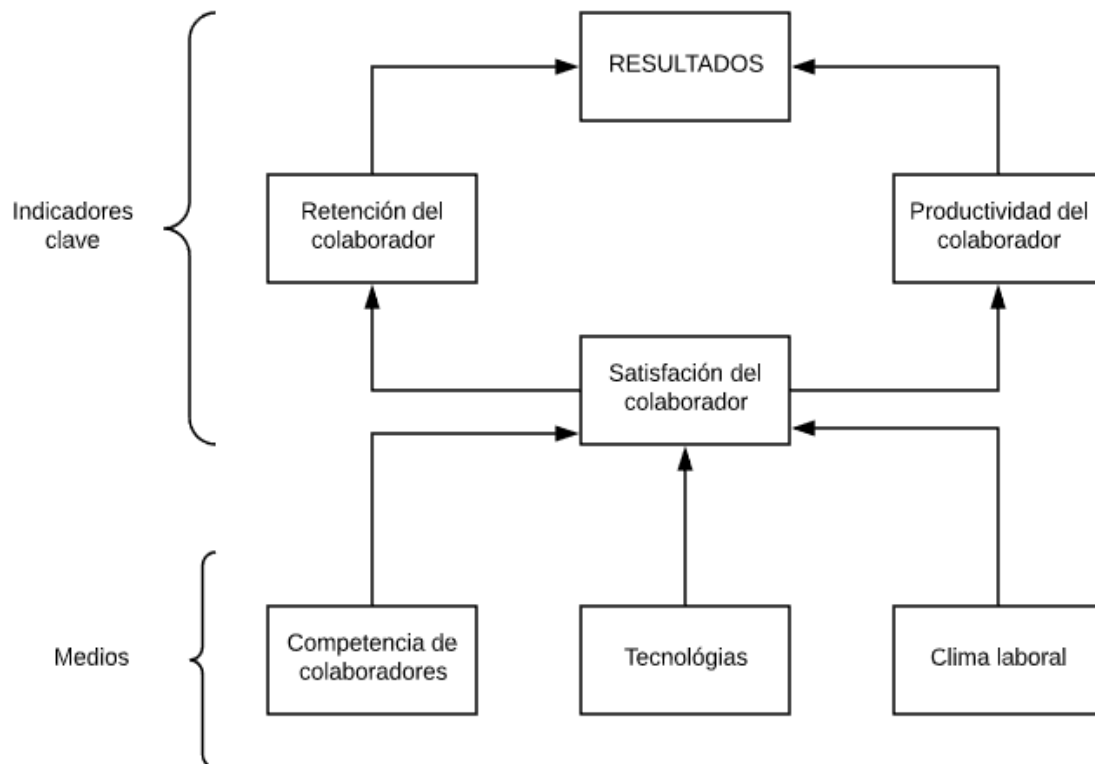 RESULTADOS
Indicadores
clave
Retención del
colaborador
Productividad del
colaborador
Satisfación del
colaborador
Medios
Competencia de
colaboradores
Tecnológias
Clima laboral